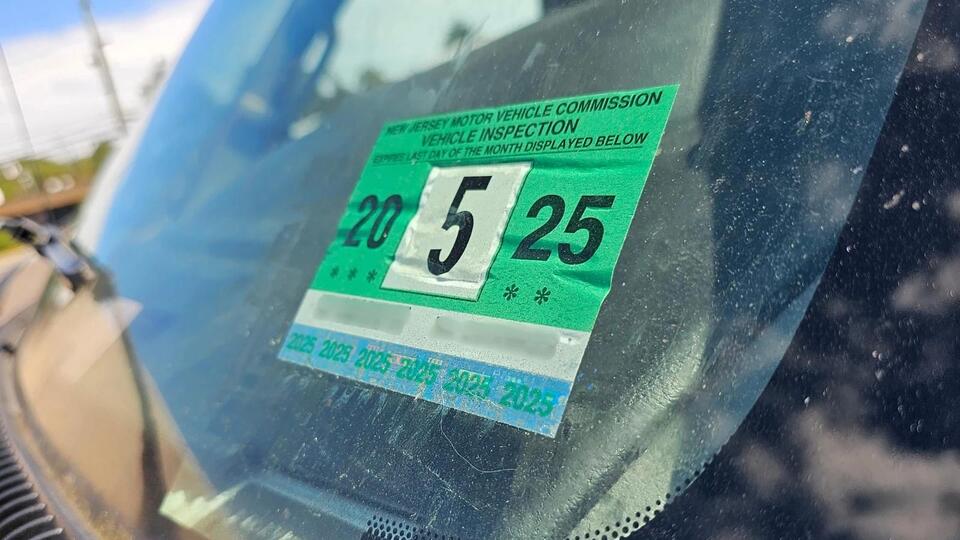 NEW JERSEY MOTOR VEHICLE COMMISSION
VEHICLE INSPECTION
EXPIRES LAST DAY OF THE MONTH DISPLAYED BELOW
20 5 25
* * * * *
2025 2025 2025 2025 2025 2025